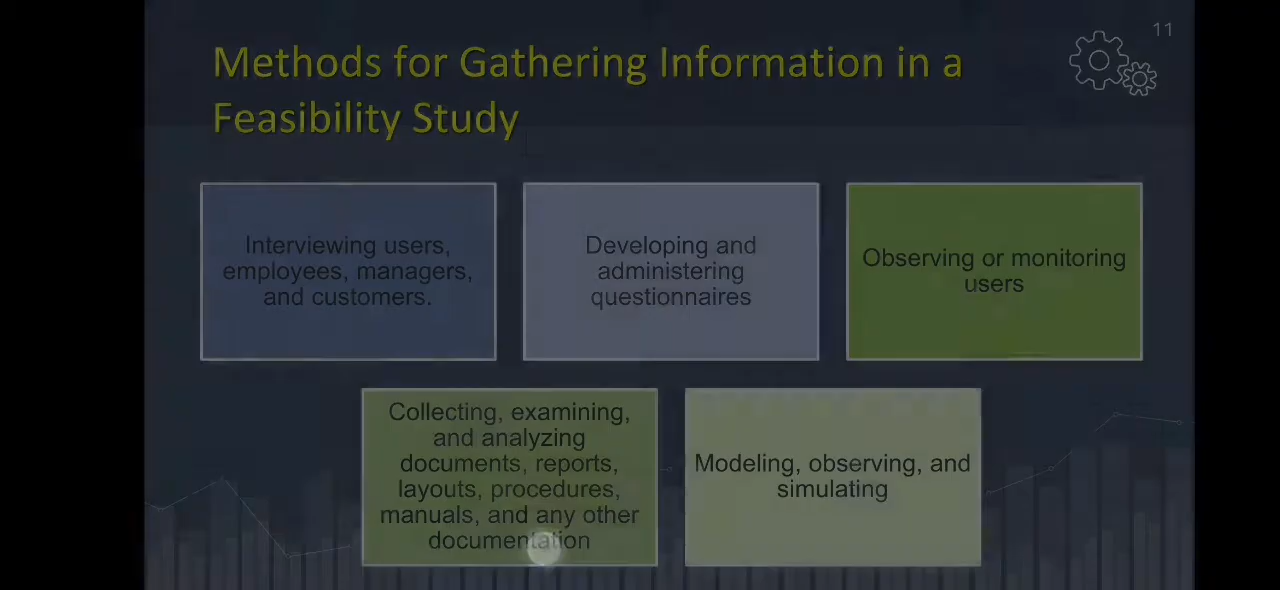 11
Methods for Gathering Information in a
Feasibility Study
Interviewing users,
employees, managers,
and customers.
Developing and
administering
questionnaires
Observing or monitoring
users
Collecting, examining,
and analyzing
documents, reports,
layouts, procedures,
manuals, and any other
documentation
Modeling, observing, and
simulating